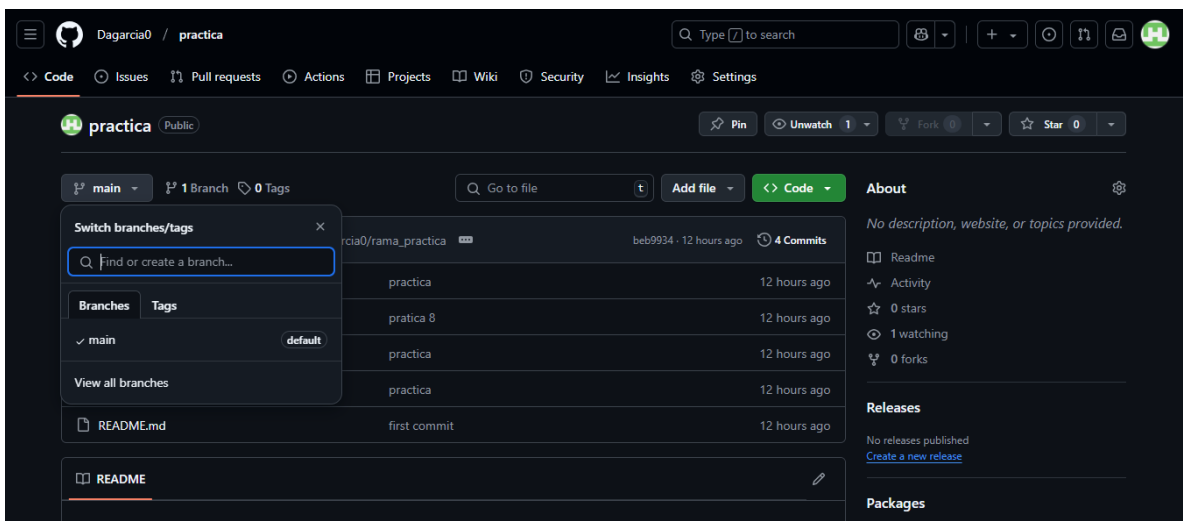 Dagarcia0 / practica
Type / to search
Code Issues Pull requests Actions Projects Wiki Security Insights Settings
practica Public
Pin Unwatch 1 Fork 0 Star 0
main 1 Branch 0 Tags
Go to file t Add file Code
Switch branches/tags
Find or create a branch...
Branches Tags
main default
View all branches
rcia0/rama_practica beb9934 · 12 hours ago 4 Commits
practica 12 hours ago
pratica 8 12 hours ago
practica 12 hours ago
practica 12 hours ago
README.md first commit 12 hours ago
README
About
No description, website, or topics provided.
Readme
Activity
0 stars
1 watching
0 forks
Releases
No releases published
Create a new release
Packages